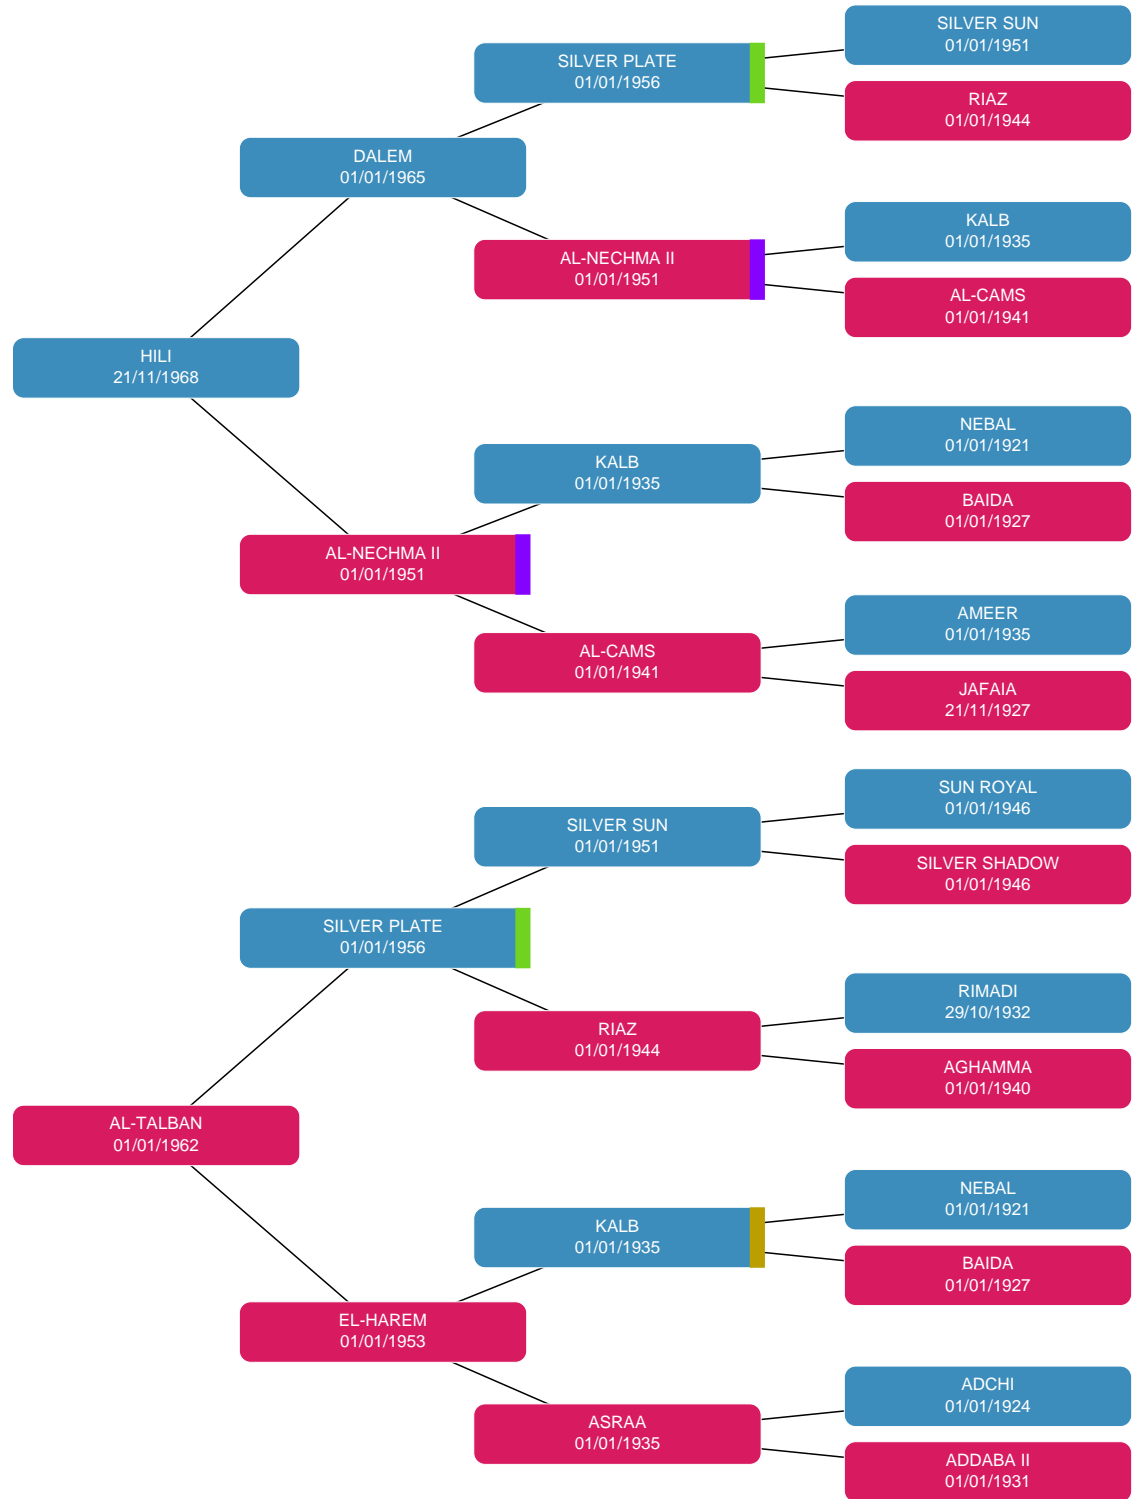 SILVER SUN
01/01/1951
SILVER PLATE
01/01/1956
RIAZ
01/01/1944
DALEM
01/01/1965
KALB
01/01/1935
AL-NECHMA II
01/01/1951
AL-CAMS
01/01/1941
HILI
21/11/1968
NEBAL
01/01/1921
KALB
01/01/1935
BAIDA
01/01/1927
AL-NECHMA II
01/01/1951
AMEER
01/01/1935
AL-CAMS
01/01/1941
JAFAIA
21/11/1927
SUN ROYAL
01/01/1946
SILVER SUN
01/01/1951
SILVER SHADOW
01/01/1946
SILVER PLATE
01/01/1956
RIMADI
29/10/1932
RIAZ
01/01/1944
AGHAMMA
01/01/1940
AL-TALBAN
01/01/1962
NEBAL
01/01/1921
KALB
01/01/1935
BAIDA
01/01/1927
EL-HAREM
01/01/1953
ADCHI
01/01/1924
ASRAA
01/01/1935
ADDABA II
01/01/1931